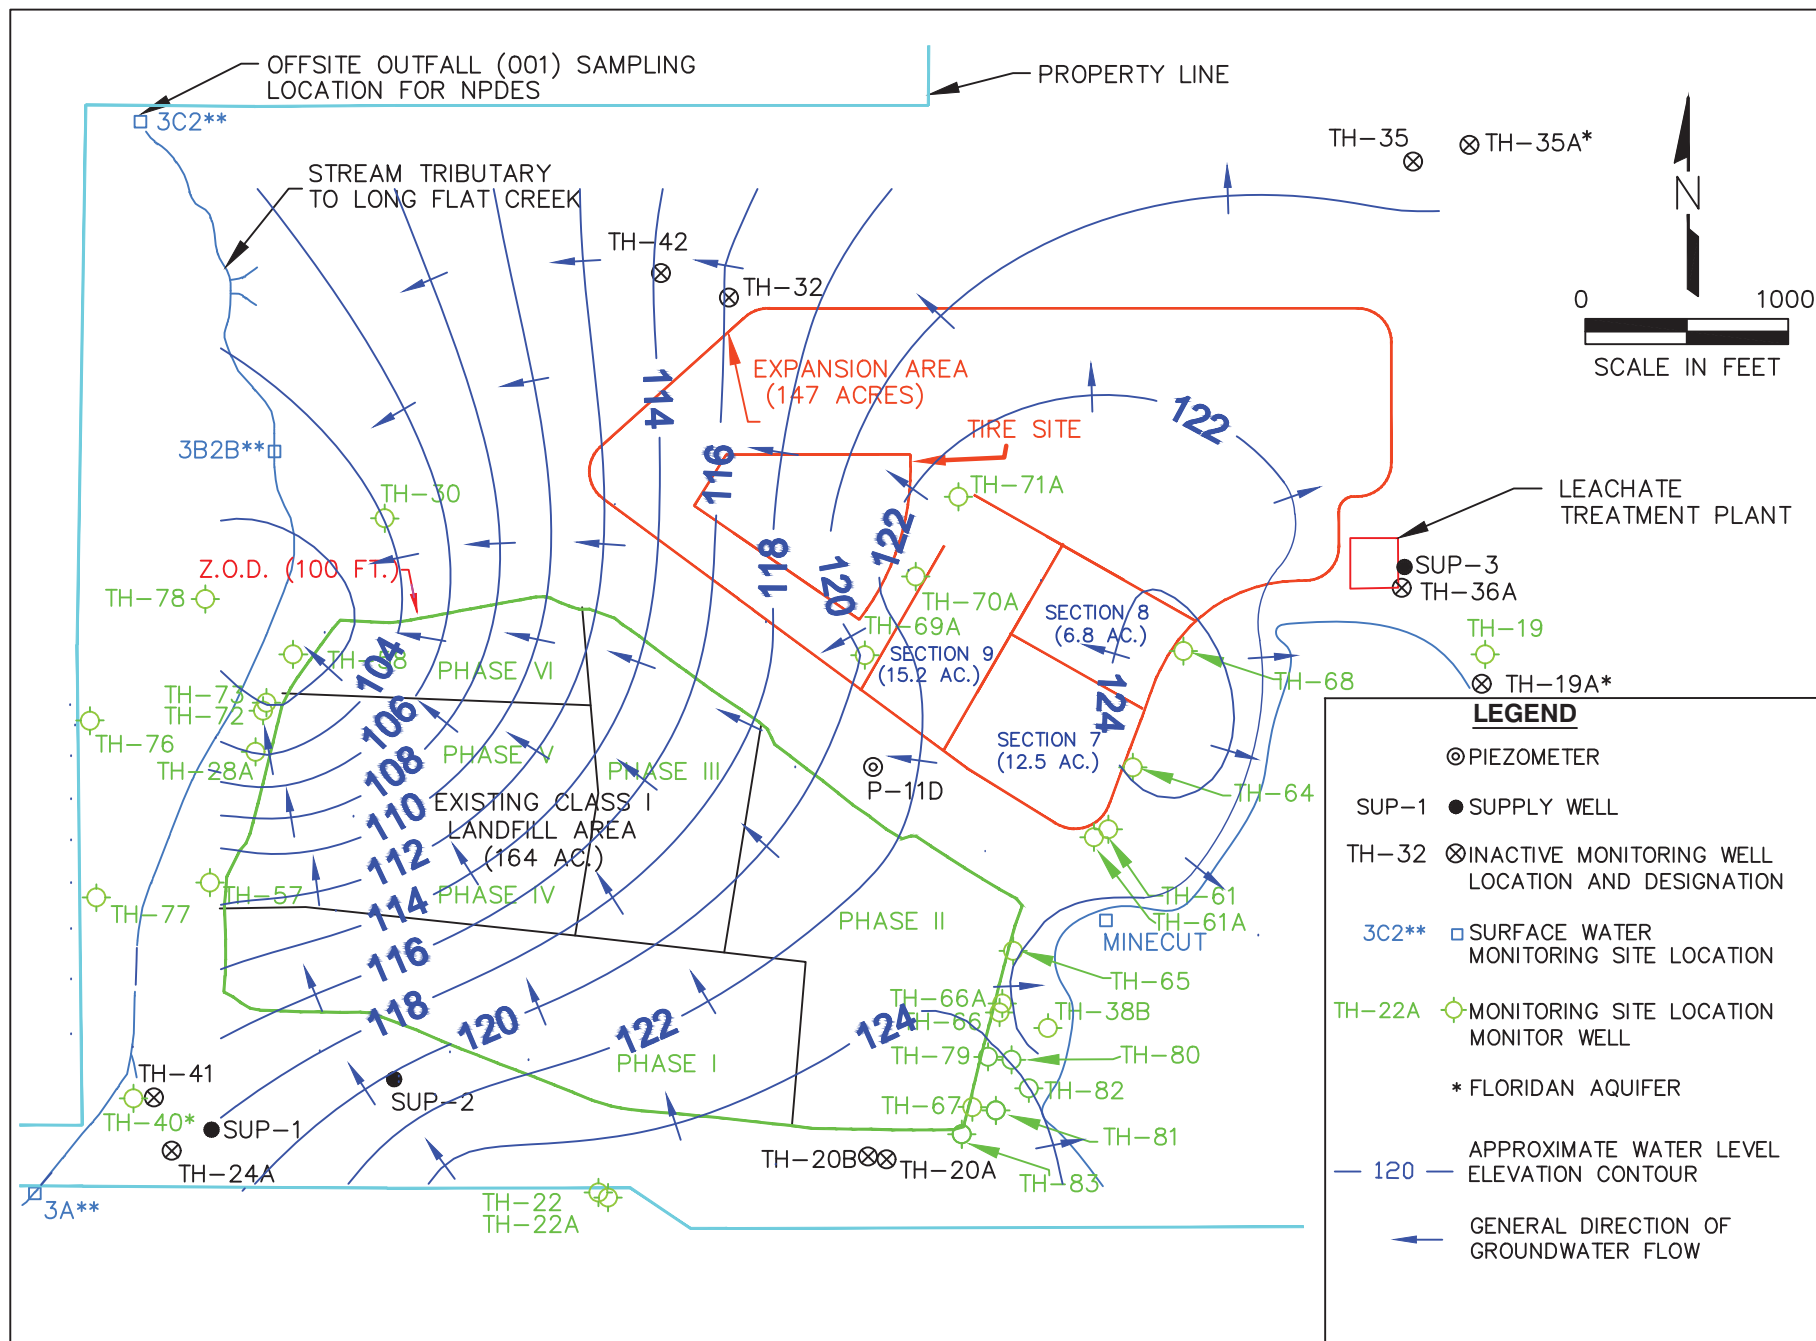 OFFSITE OUTFALL (001) SAMPLING
LOCATION FOR NPDES
PROPERTY LINE
3C2**
STREAM TRIBUTARY
TO LONG FLAT CREEK
TH-35
TH-35A*
N
0 1000
SCALE IN FEET
TH-42
TH-32
EXPANSION AREA
(147 ACRES)
114
122
TIRE SITE
3B2B**
116
TH-30
TH-71A
LEACHATE
TREATMENT PLANT
122
118
120
Z.O.D. (100 FT.)
SUP-3
TH-36A
TH-78
TH-70A
SECTION 8
(6.8 AC.)
TH-69A
TH-19
SECTION 9
(15.2 AC.)
TH-58
104
PHASE VI
TH-68
TH-19A*
TH-73
TH-72
124
106
TH-76
TH-28A
108
PHASE V
PHASE III
SECTION 7
(12.5 AC.)
P-11D
TH-64
EXISTING CLASS I
LANDFILL AREA
(164 AC.)
110
112
TH-57
PHASE IV
TH-77
114
TH-61
TH-61A
PHASE II
MINECUT
116
TH-65
TH-66A
TH-66
TH-38B
118
120
122
124
PHASE I
TH-79
TH-80
TH-82
TH-41
TH-40*
SUP-2
SUP-1
TH-67
TH-81
TH-24A
TH-20B
TH-20A
TH-83
3A**
TH-22
TH-22A
LEGEND
PIEZOMETER
SUP-1 SUPPLY WELL
TH-32 INACTIVE MONITORING WELL
LOCATION AND DESIGNATION
3C2** SURFACE WATER
MONITORING SITE LOCATION
TH-22A MONITORING SITE LOCATION
MONITOR WELL
* FLORIDAN AQUIFER
120 APPROXIMATE WATER LEVEL
ELEVATION CONTOUR
GENERAL DIRECTION OF
GROUNDWATER FLOW